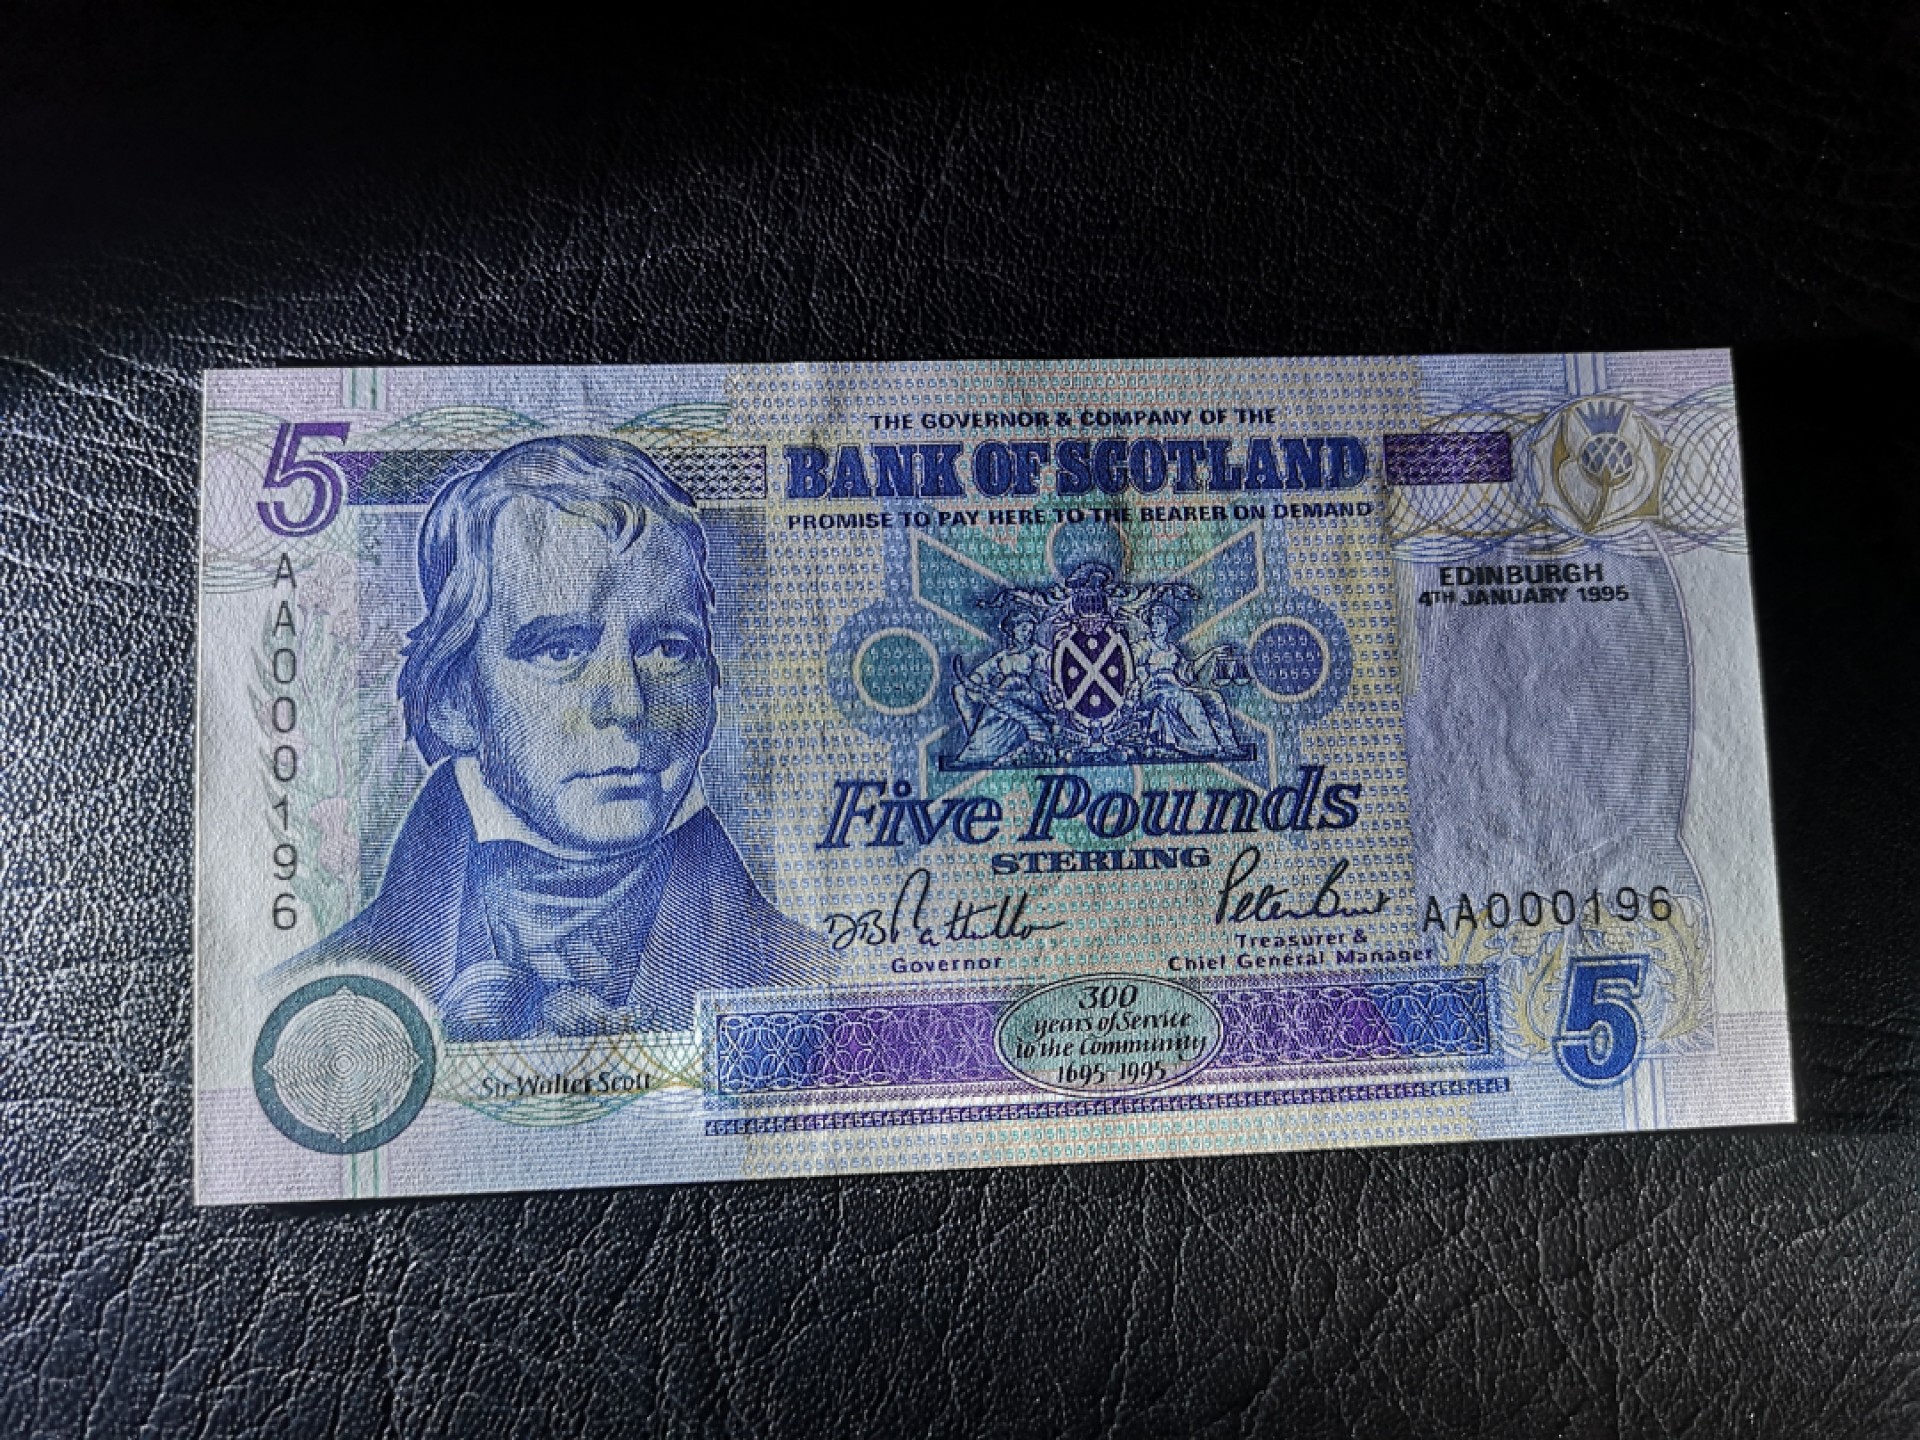 5
THE GOVERNOR & COMPANY OF THE
BANK OF SCOTLAND
PROMISE TO PAY HERE TO THE BEARER ON DEMAND
EDINBURGH
4TH JANUARY 1995
AA000196
Five Pounds
STERLING
Peter Burt
Governor
Treasurer &
Chief General Manager
AA000196
300
years of Service
to the Community
1695-1995
Sir Walter Scott
5